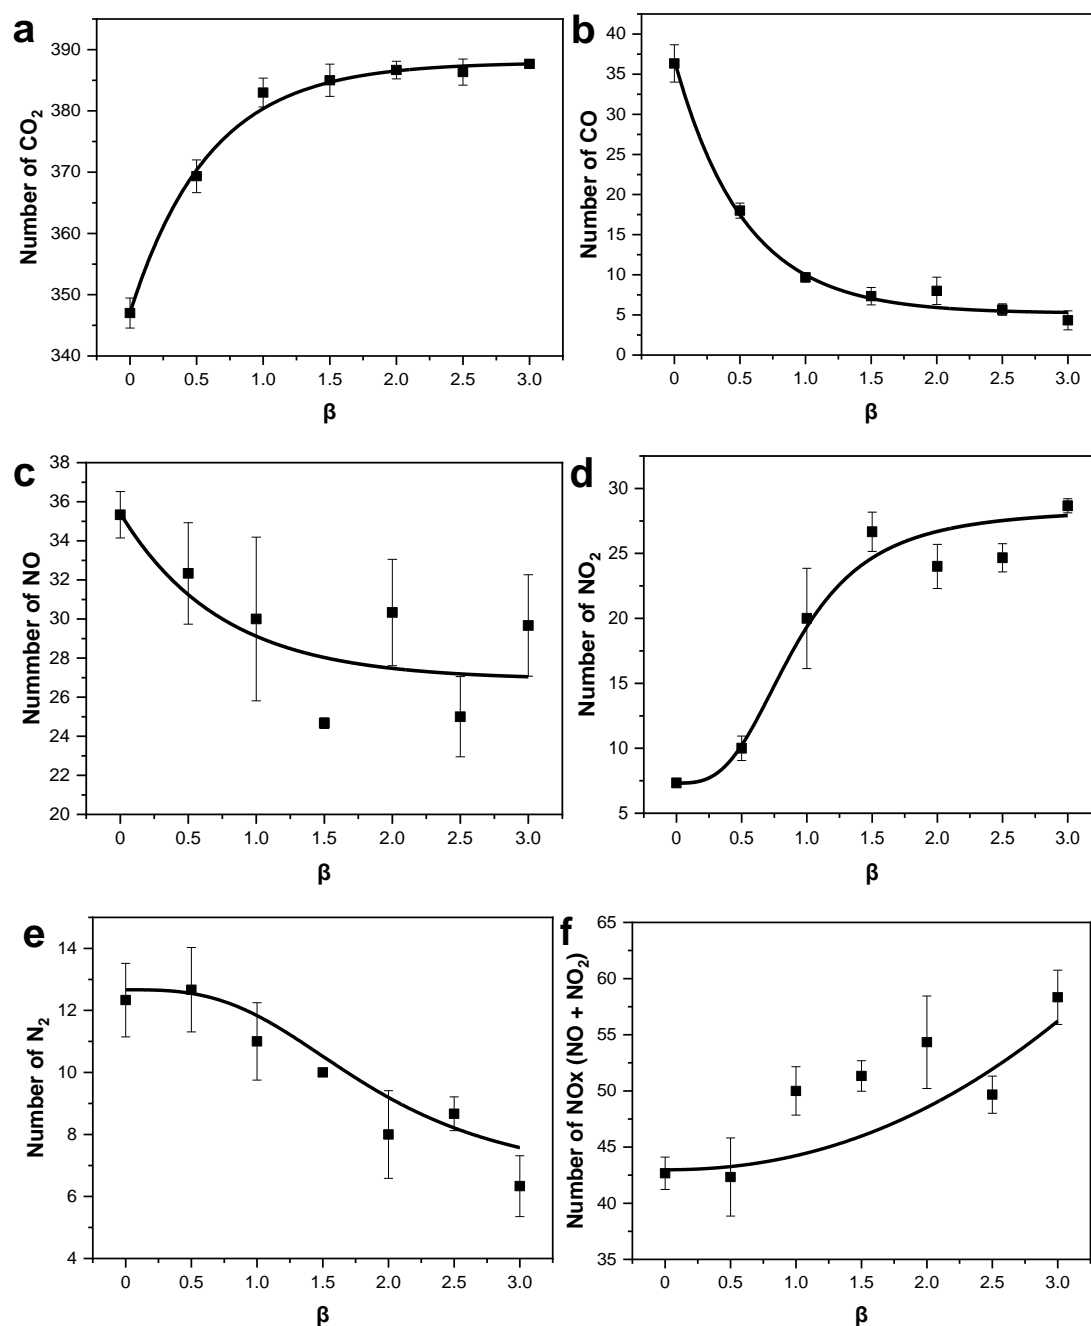 a
390
380
370
360
350
340
Number of CO2
0 0.5 1.0 1.5 2.0 2.5 3.0
β
b
40
35
30
25
20
15
10
5
0
Number of CO
0 0.5 1.0 1.5 2.0 2.5 3.0
β
c
38
36
34
32
30
28
26
24
22
20
Nummber of NO
0 0.5 1.0 1.5 2.0 2.5 3.0
β
d
30
25
20
15
10
5
Number of NO2
0 0.5 1.0 1.5 2.0 2.5 3.0
β
e
14
12
10
8
6
4
Number of N2
0 0.5 1.0 1.5 2.0 2.5 3.0
β
f
65
60
55
50
45
40
35
Number of NOx (NO + NO2)
0 0.5 1.0 1.5 2.0 2.5 3.0
β